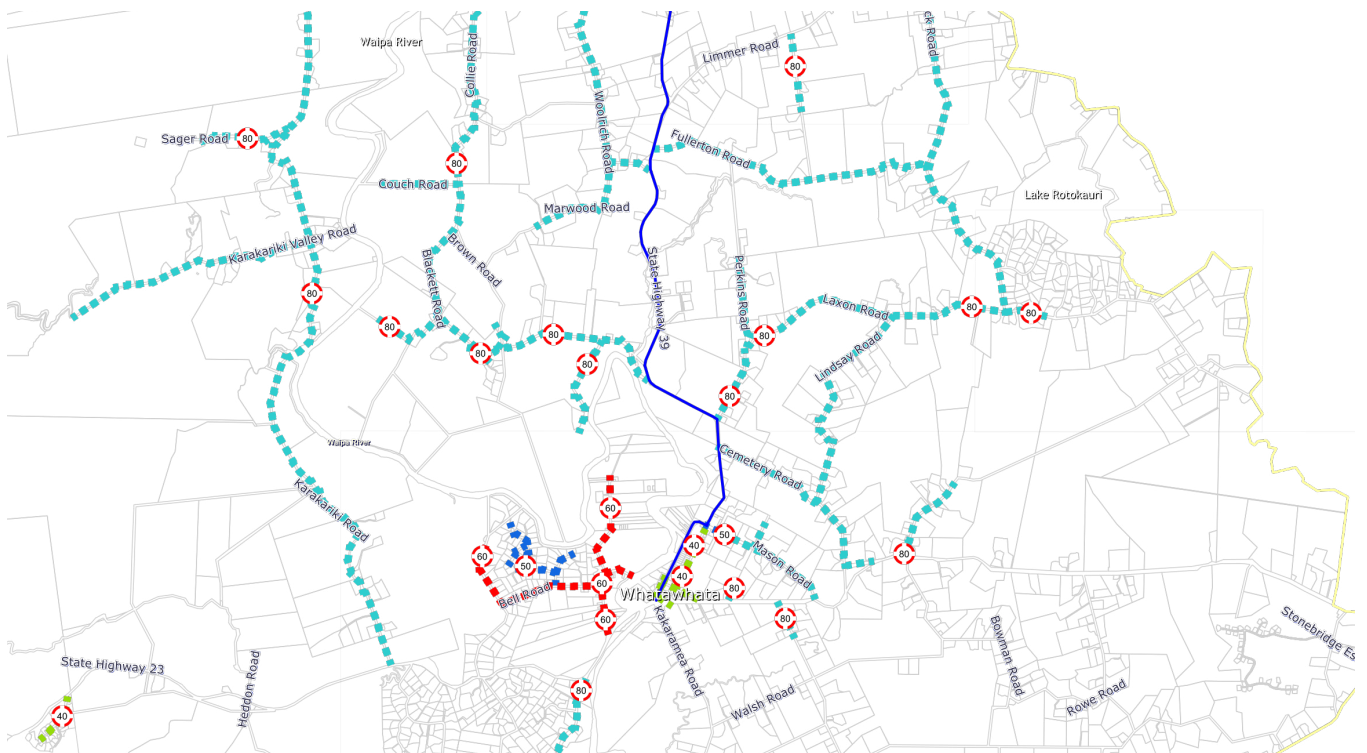 Waipa River
Collie Road
Limmer Road
ck Road
80
Woolrich Road
Sager Road
80
80
Fullerton Road
Couch Road
Lake Rotokauri
Marwood Road
Karakariki Valley Road
Brown Road
Blackett Road
State Highway 39
Perkins Road
80
Laxon Road
80
80
80
80
80
80
80
Lindsay Road
80
Waipa River
Cemetery Road
Karakariki Road
60
50
40
Mason Road
80
60
50
40
60
80
Bell Road
Whatawhata
60
80
Kakaramea Road
Bowman Road
Stonebridge Es
State Highway 23
Heddon Road
80
Walsh Road
Rowe Road
40